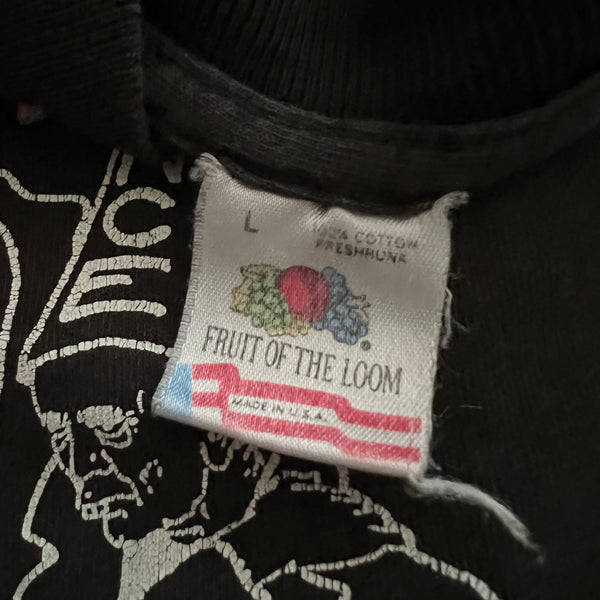 L
100% COTTON
PRESHRUNK
FRUIT OF THE LOOM
®
MADE IN U.S.A.
CE